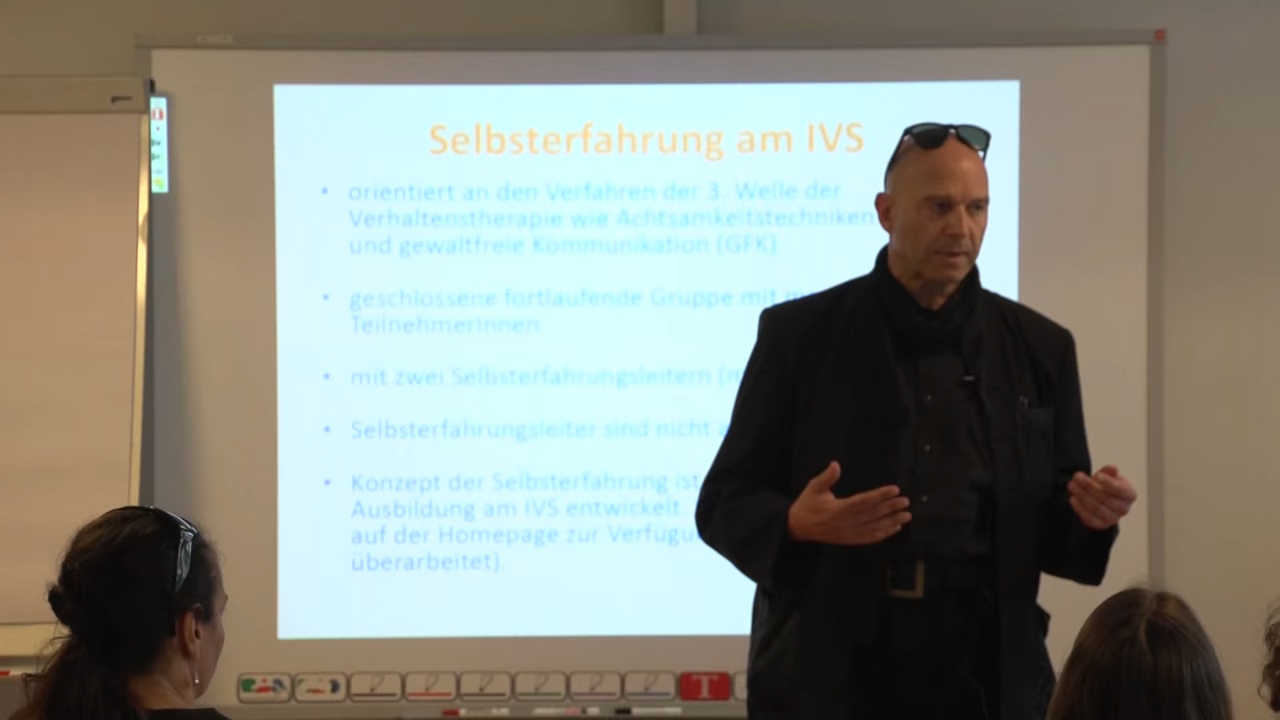 Selbsterfahrung am IVS
• orientiert an den Verfahren der 3. Welle der
Verhaltenstherapie wie Achtsamkeitstechniken
und gewaltfreie Kommunikation (GFK)
• geschlossene fortlaufende Gruppe mit
TeilnehmerInnen
• mit zwei Selbsterfahrungsleitern
• Selbsterfahrungsleiter sind nicht
• Konzept der Selbsterfahrung ist
Ausbildung am IVS entwickelt
auf der Homepage zur
überarbeitet).
T